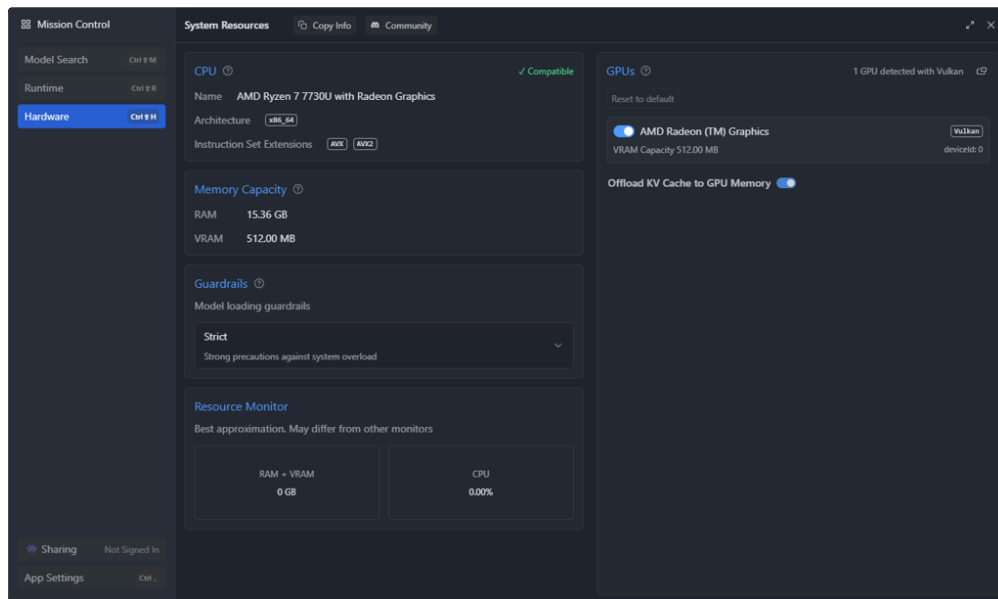 Mission Control
Model Search Ctrl ⇧ M
Runtime Ctrl ⇧ R
Hardware Ctrl ⇧ H
Sharing Not Signed In
App Settings Ctrl ,
System Resources Copy Info Community
CPU ✓ Compatible
Name AMD Ryzen 7 7730U with Radeon Graphics
Architecture x86_64
Instruction Set Extensions AVX AVX2
Memory Capacity
RAM 15.36 GB
VRAM 512.00 MB
Guardrails
Model loading guardrails
Strict
Strong precautions against system overload
Resource Monitor
Best approximation. May differ from other monitors
RAM + VRAM
0 GB
CPU
0.00%
GPUs 1 GPU detected with Vulkan
Reset to default
AMD Radeon (TM) Graphics Vulkan
VRAM Capacity 512.00 MB deviceId: 0
Offload KV Cache to GPU Memory